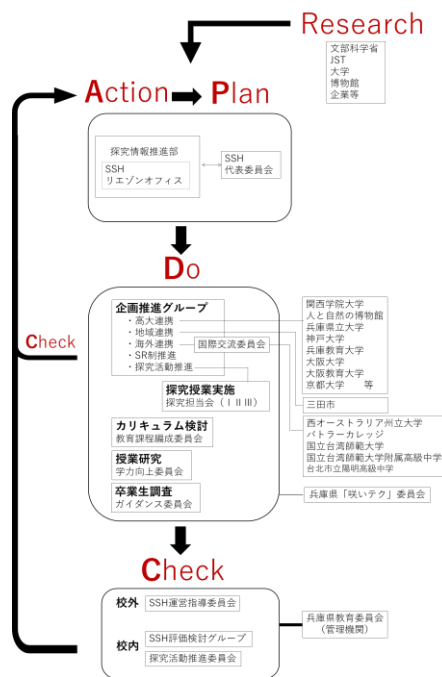 Research
文部科学省
JST
大学
博物館
企業等
Action
Plan
探究情報推進部
SSH
リエゾンオフィス
SSH
代表委員会
Do
Check
企画推進グループ
・高大連携
・地域連携
・海外連携
・SR制推進
・探究活動推進
国際交流委員会
探究授業実施
探究担当会（ⅠⅡⅢ）
カリキュラム検討
教育課程編成委員会
授業研究
学力向上委員会
卒業生調査
ガイダンス委員会
関西学院大学
人と自然の博物館
兵庫県立大学
神戸大学
兵庫教育大学
大阪大学
大阪教育大学
京都大学　等
三田市
西オーストラリア州立大学
パトラーカレッジ
国立台湾師範大学
国立台湾師範大学附属高級中学
台北市立陽明高級中学
兵庫県「咲いテク」委員会
Check
校外
SSH運営指導委員会
校内
SSH評価検討グループ
探究活動推進委員会
兵庫県教育委員会
（管理機関）